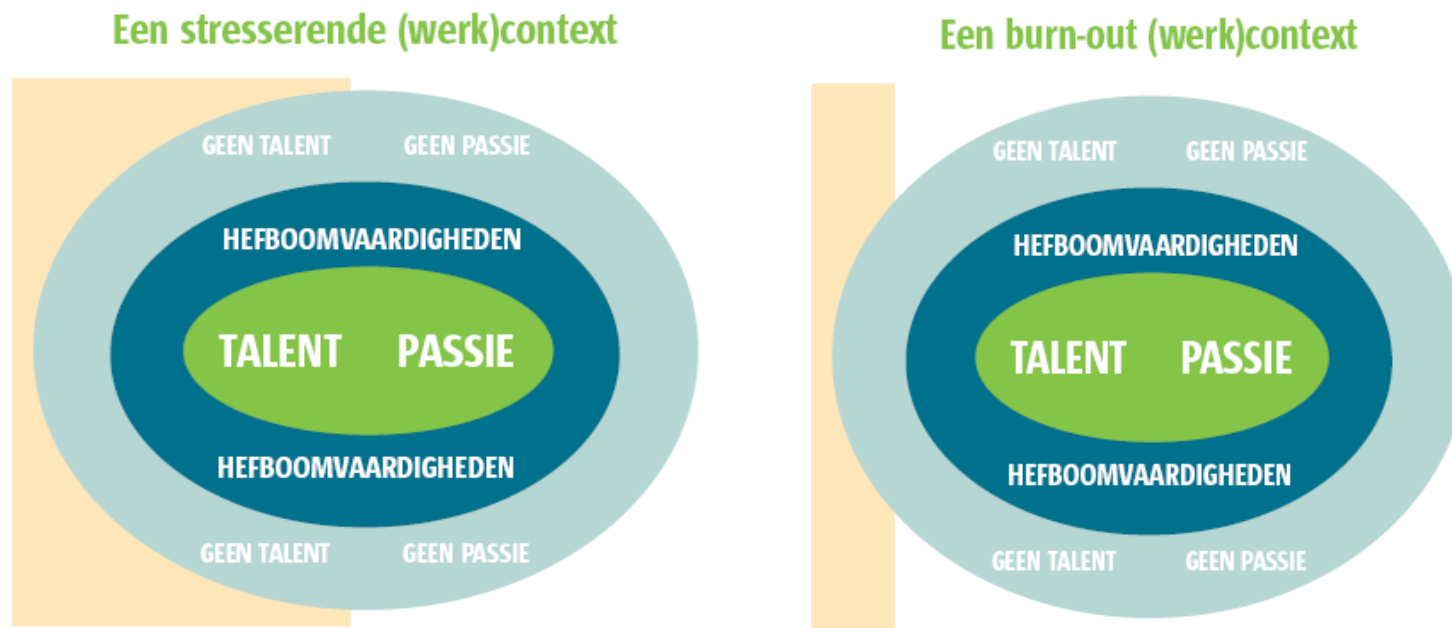 Een stresserende (werk)context
GEEN TALENT GEEN PASSIE
HEFBOOMVAARDIGHEDEN
TALENT PASSIE
HEFBOOMVAARDIGHEDEN
GEEN TALENT GEEN PASSIE
Een burn-out (werk)context
GEEN TALENT GEEN PASSIE
HEFBOOMVAARDIGHEDEN
TALENT PASSIE
HEFBOOMVAARDIGHEDEN
GEEN TALENT GEEN PASSIE